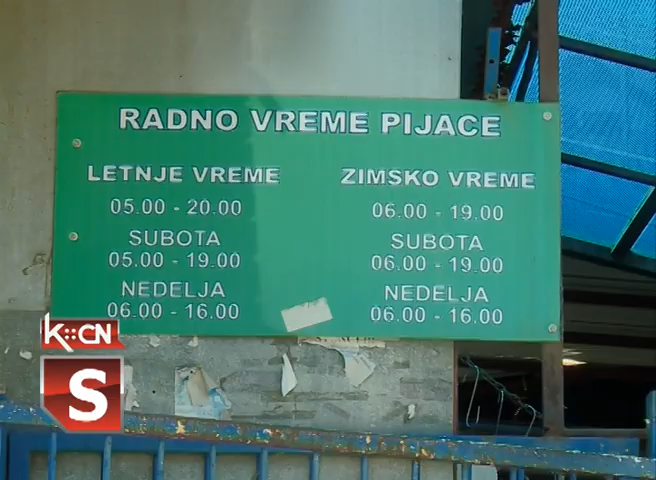 RADNO VREME PIJACE
LETNJE VREME
05.00 - 20.00
SUBOTA
05.00 - 19.00
NEDELJA
06.00 - 16.00
ZIMSKO VREME
06.00 - 19.00
SUBOTA
06.00 - 19.00
NEDELJA
06.00 - 16.00
K::CN
S